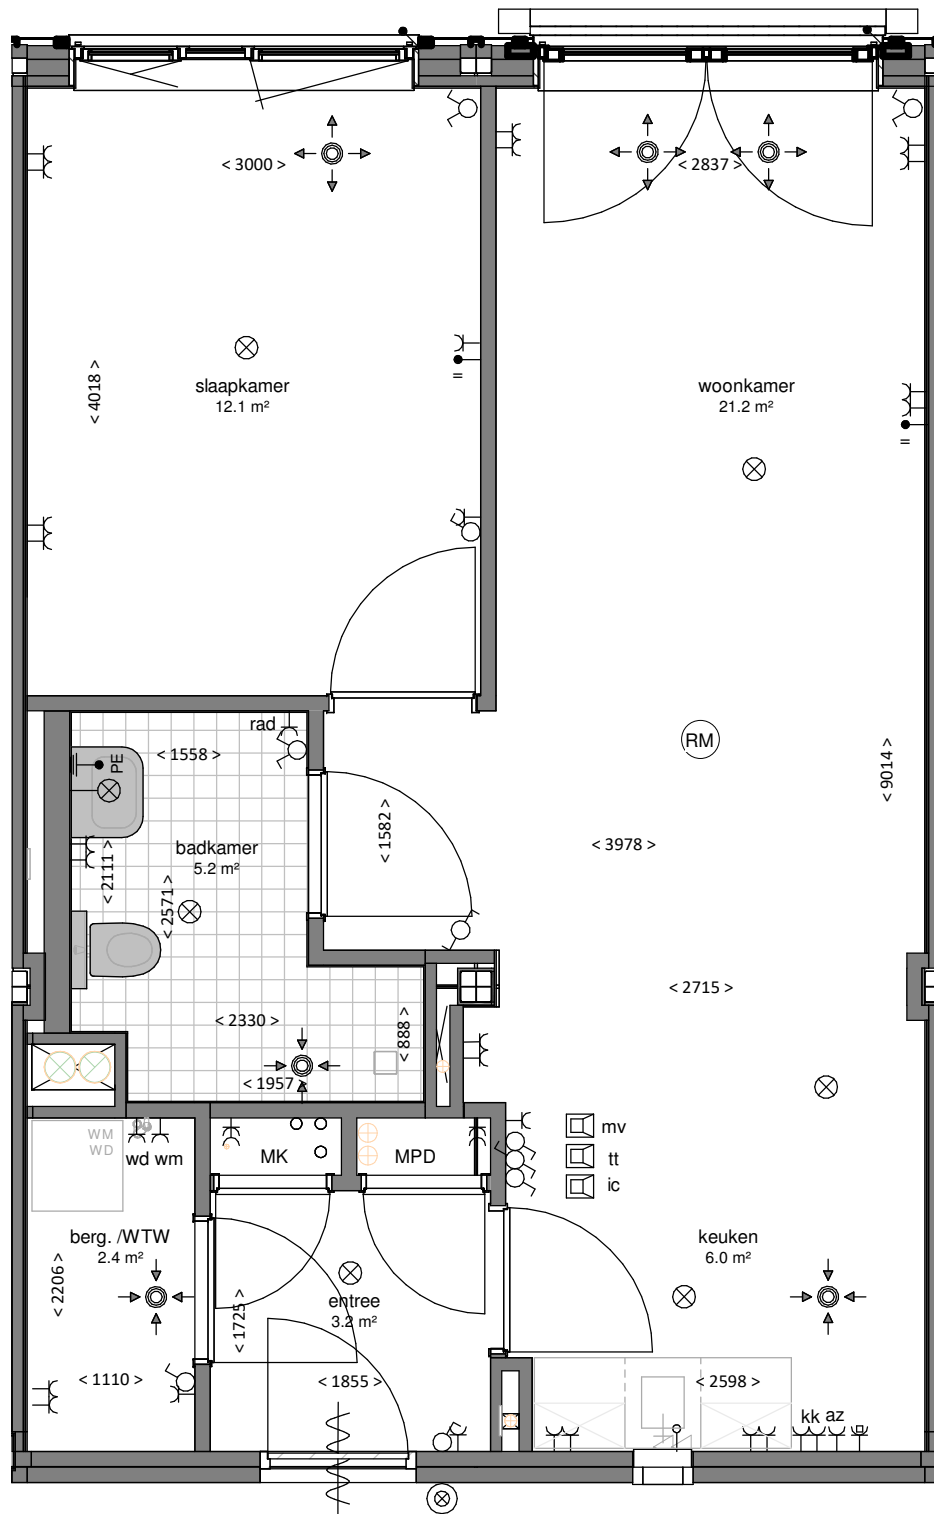 < 3000 >
< 2837 >
< 4018 >
=
slaapkamer
12.1 m²
woonkamer
21.2 m²
=
rad
< 1558 >
PE
RM
< 9014 >
< 1582 >
< 3978 >
badkamer
5.2 m²
< 2111 >
< 2571 >
< 2715 >
< 2330 >
< 888 >
< 1957 >
WM
WD
wd wm
MK
MPD
mv
tt
ic
berg. /WTW
2.4 m²
keuken
6.0 m²
< 2206 >
entree
3.2 m²
< 1725 >
< 1110 >
< 1855 >
< 2598 >
kk az